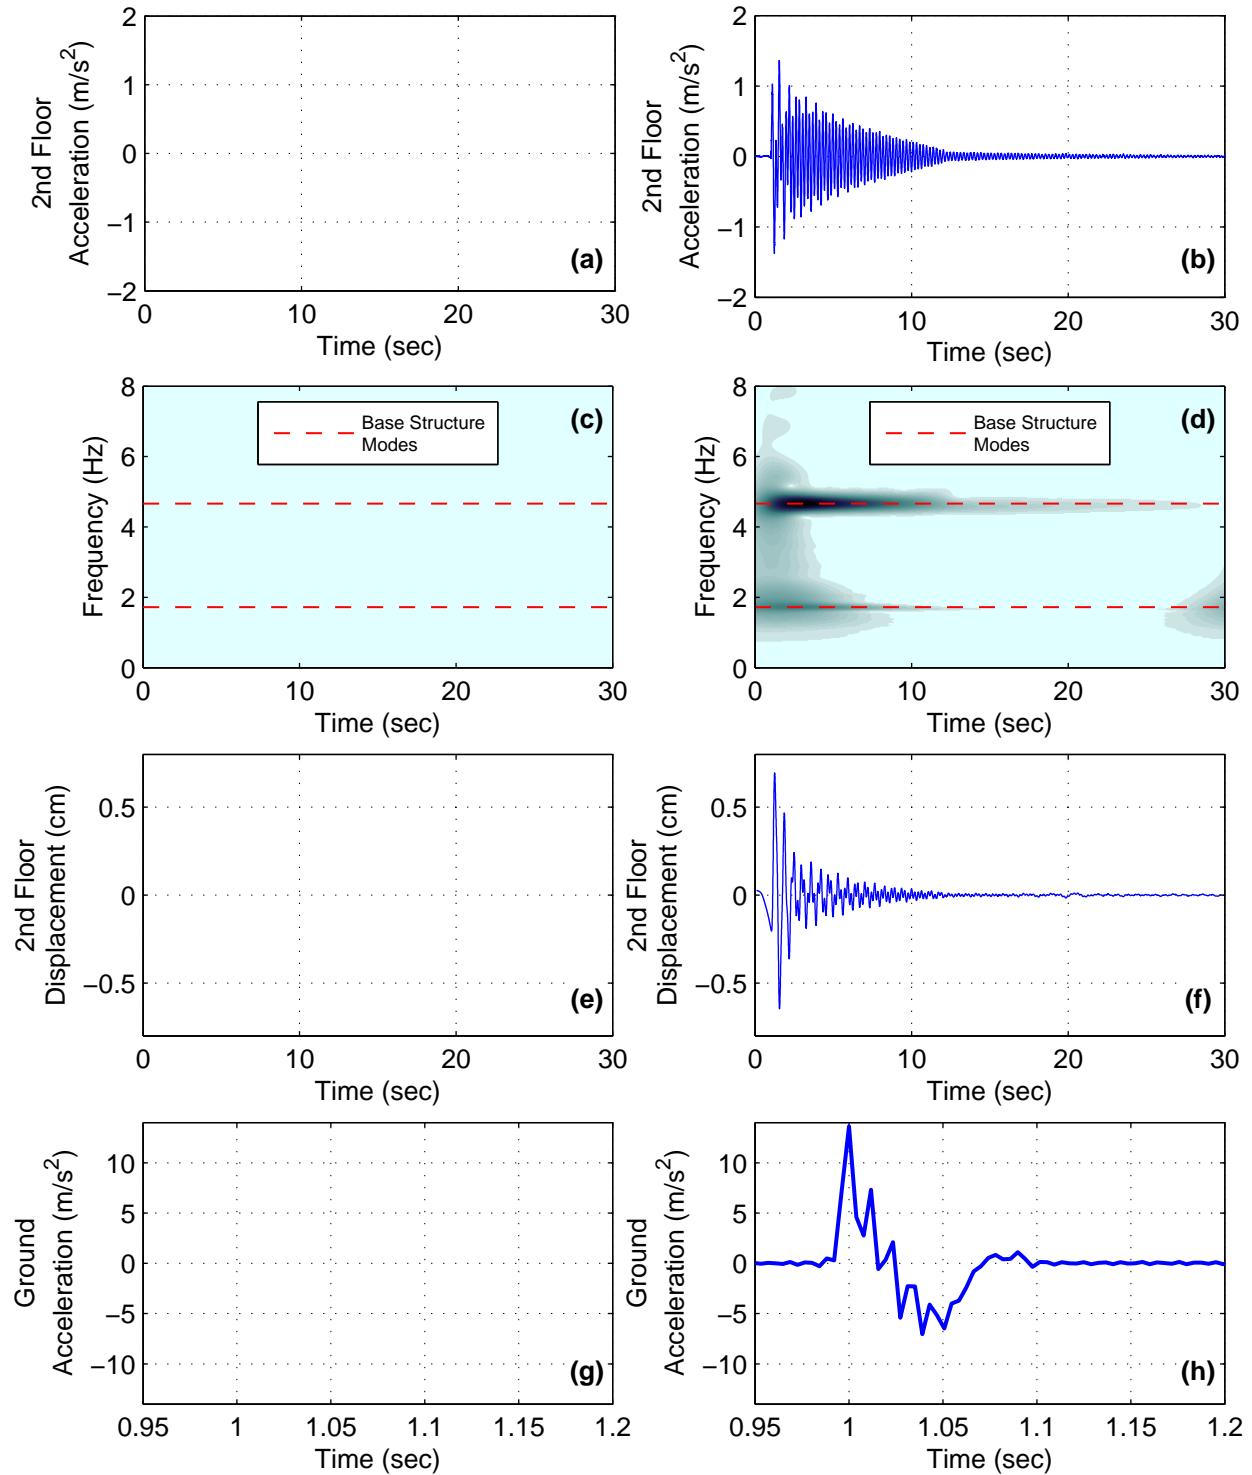 2
1
0
−1
−2
2nd Floor
Acceleration (m/s²)
(a)
0
10
20
30
Time (sec)
2
1
0
−1
−2
2nd Floor
Acceleration (m/s²)
(b)
0
10
20
30
Time (sec)
8
6
4
2
0
Frequency (Hz)
Base Structure
Modes
(c)
0
10
20
30
Time (sec)
8
6
4
2
0
Frequency (Hz)
Base Structure
Modes
(d)
0
10
20
30
Time (sec)
0.5
0
−0.5
2nd Floor
Displacement (cm)
(e)
0
10
20
30
Time (sec)
0.5
0
−0.5
2nd Floor
Displacement (cm)
(f)
0
10
20
30
Time (sec)
10
5
0
−5
−10
Ground
Acceleration (m/s²)
(g)
0.95
1
1.05
1.1
1.15
1.2
Time (sec)
10
5
0
−5
−10
Ground
Acceleration (m/s²)
(h)
0.95
1
1.05
1.1
1.15
1.2
Time (sec)